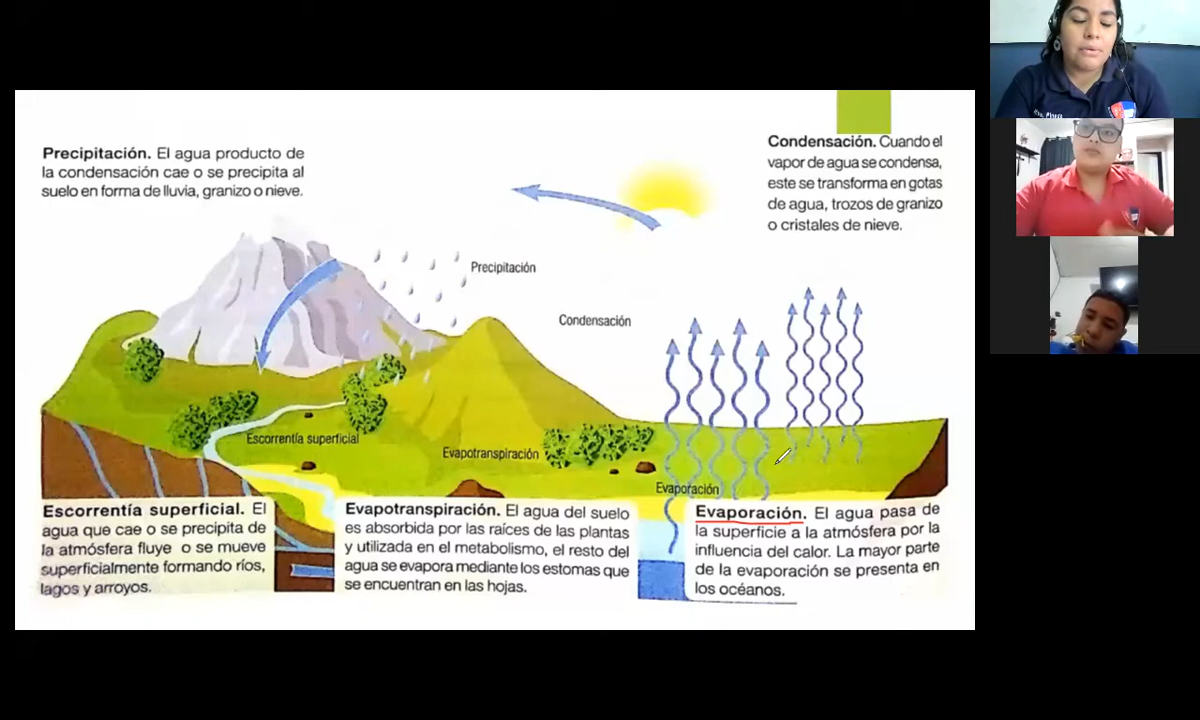 Precipitación. El agua producto de
la condensación cae o se precipita al
suelo en forma de lluvia, granizo o nieve.
Condensación. Cuando el
vapor de agua se condensa,
este se transforma en gotas
de agua, trozos de granizo
o cristales de nieve.
Precipitación
Condensación
Escorrentía superficial
Evapotranspiración
Evaporación
Escorrentía superficial. El
agua que cae o se precipita de
la atmósfera fluye o se mueve
superficialmente formando ríos,
lagos y arroyos.
Evapotranspiración. El agua del suelo
es absorbida por las raíces de las plantas
y utilizada en el metabolismo, el resto del
agua se evapora mediante los estomas que
se encuentran en las hojas.
Evaporación. El agua pasa de
la superficie a la atmósfera por la
influencia del calor. La mayor parte
de la evaporación se presenta en
los océanos.